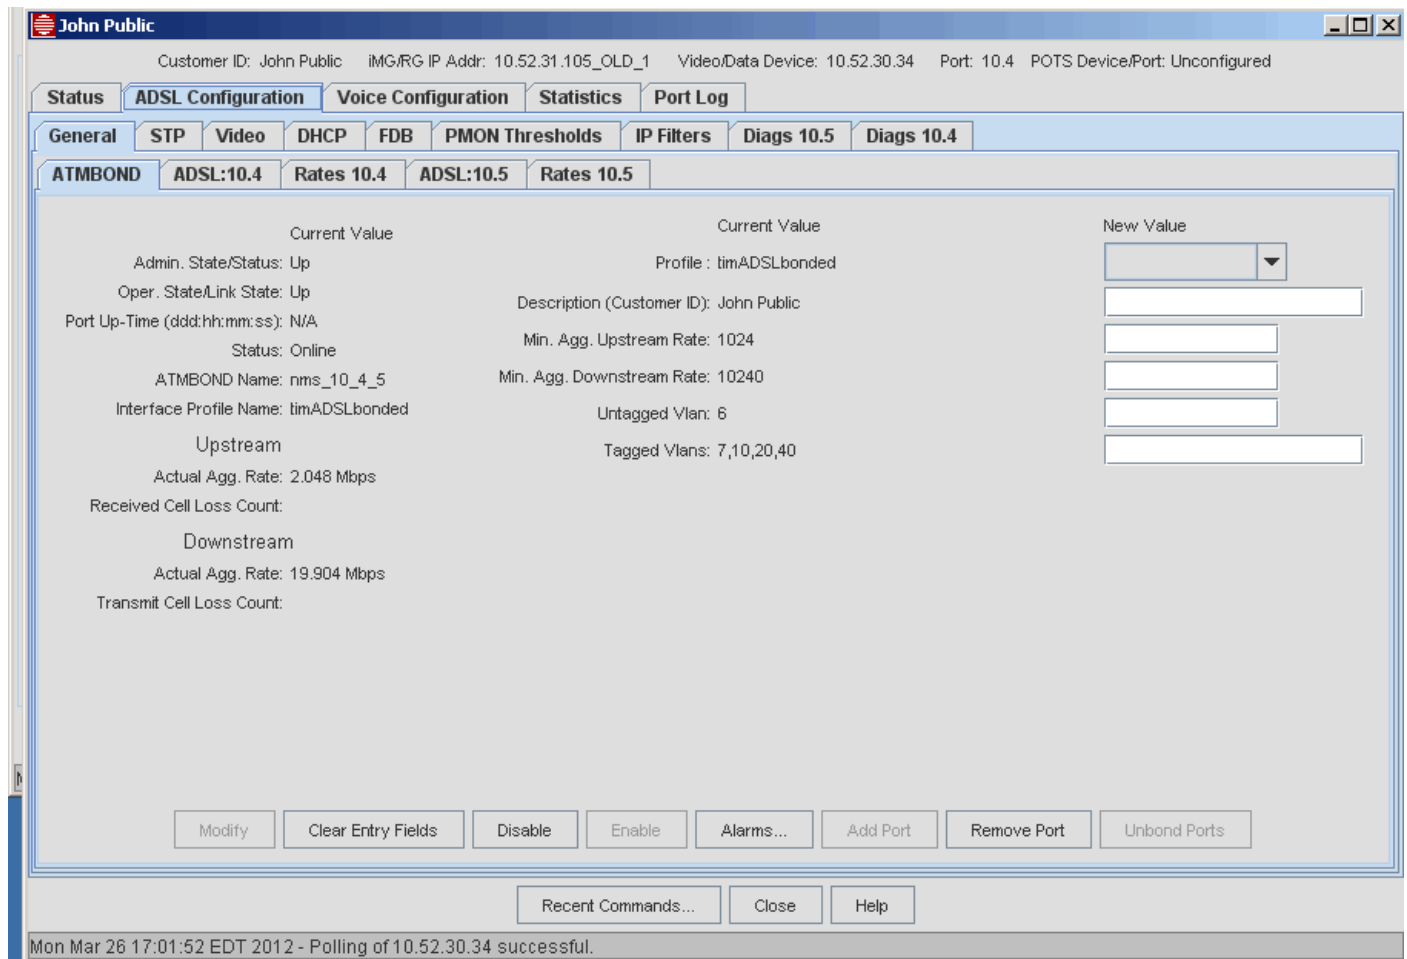 John Public
Customer ID: John Public iMG/RG IP Addr: 10.52.31.105_OLD_1 Video/Data Device: 10.52.30.34 Port: 10.4 POTS Device/Port: Unconfigured
Status ADSL Configuration Voice Configuration Statistics Port Log
General STP Video DHCP FDB PMON Thresholds IP Filters Diags 10.5 Diags 10.4
ATMBOND ADSL:10.4 Rates 10.4 ADSL:10.5 Rates 10.5
Current Value
Admin. State/Status: Up
Oper. State/Link State: Up
Port Up-Time (ddd:hh:mm:ss): N/A
Status: Online
ATMBOND Name: nms_10_4_5
Interface Profile Name: timADSLbonded
Upstream
Actual Agg. Rate: 2.048 Mbps
Received Cell Loss Count:
Downstream
Actual Agg. Rate: 19.904 Mbps
Transmit Cell Loss Count:
Current Value New Value
Profile : timADSLbonded
Description (Customer ID): John Public
Min. Agg. Upstream Rate: 1024
Min. Agg. Downstream Rate: 10240
Untagged Vlan: 6
Tagged Vlans: 7,10,20,40
Modify Clear Entry Fields Disable Enable Alarms... Add Port Remove Port Unbond Ports
Recent Commands... Close Help
Mon Mar 26 17:01:52 EDT 2012 - Polling of 10.52.30.34 successful.